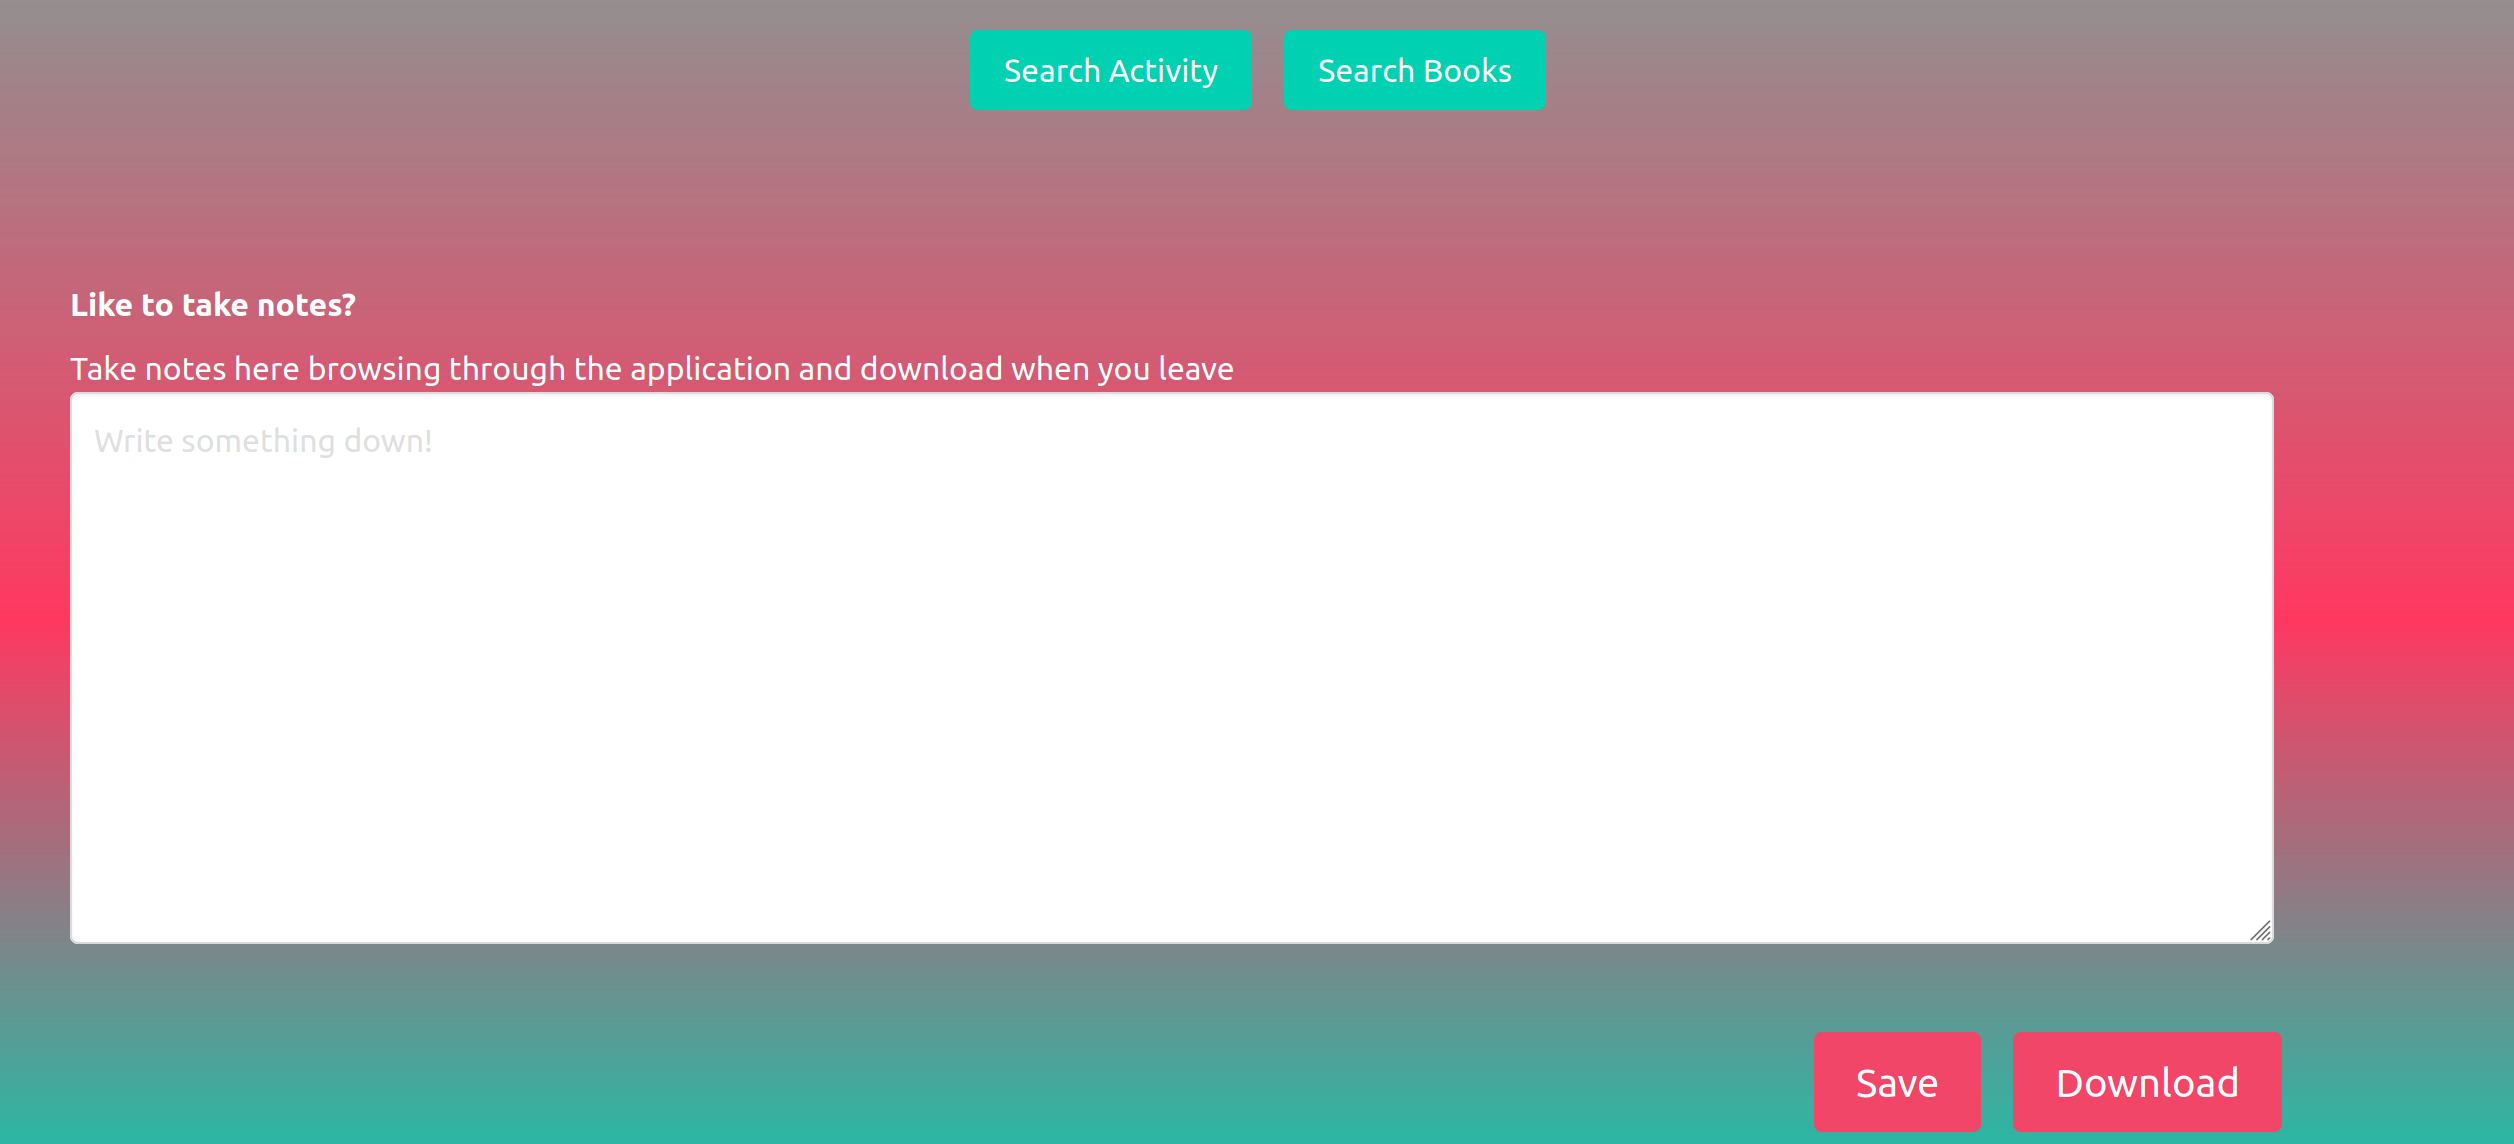 Search Activity Search Books
Like to take notes?
Take notes here browsing through the application and download when you leave
Write something down!
Save Download